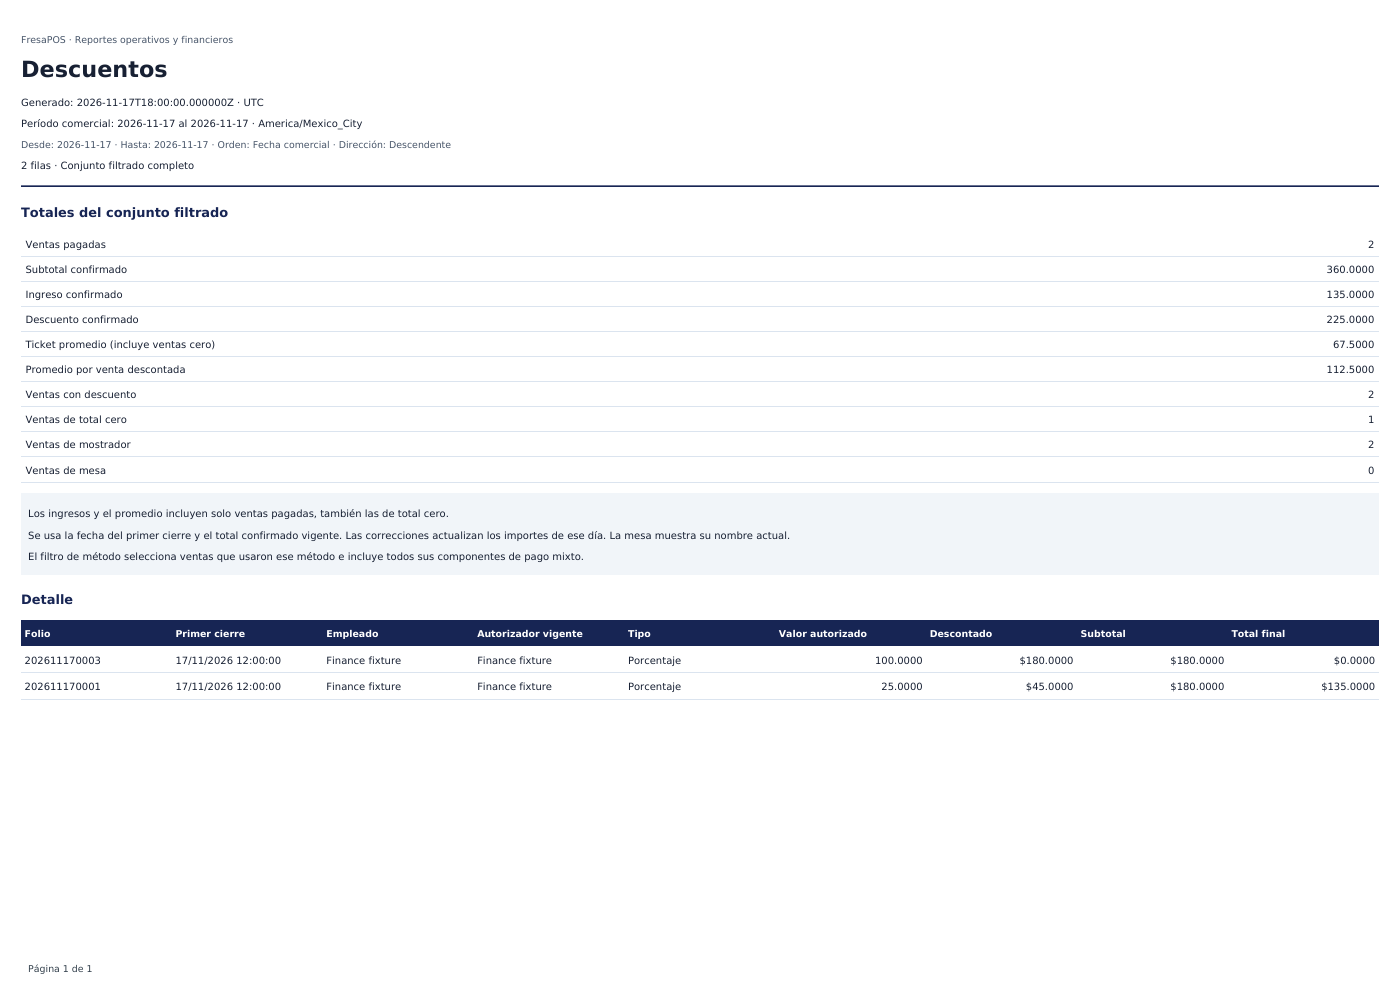 FresaPOS · Reportes operativos y financieros
Descuentos
Generado: 2026-11-17T18:00:00.000000Z · UTC
Período comercial: 2026-11-17 al 2026-11-17 · America/Mexico_City
Desde: 2026-11-17 · Hasta: 2026-11-17 · Orden: Fecha comercial · Dirección: Descendente
2 filas · Conjunto filtrado completo
Totales del conjunto filtrado
Ventas pagadas 2
Subtotal confirmado 360.0000
Ingreso confirmado 135.0000
Descuento confirmado 225.0000
Ticket promedio (incluye ventas cero) 67.5000
Promedio por venta descontada 112.5000
Ventas con descuento 2
Ventas de total cero 1
Ventas de mostrador 2
Ventas de mesa 0
Los ingresos y el promedio incluyen solo ventas pagadas, también las de total cero.
Se usa la fecha del primer cierre y el total confirmado vigente. Las correcciones actualizan los importes de ese día. La mesa muestra su nombre actual.
El filtro de método selecciona ventas que usaron ese método e incluye todos sus componentes de pago mixto.
Detalle
Folio Primer cierre Empleado Autorizador vigente Tipo Valor autorizado Descontado Subtotal Total final
202611170003 17/11/2026 12:00:00 Finance fixture Finance fixture Porcentaje 100.0000 $180.0000 $180.0000 $0.0000
202611170001 17/11/2026 12:00:00 Finance fixture Finance fixture Porcentaje 25.0000 $45.0000 $180.0000 $135.0000
Página 1 de 1